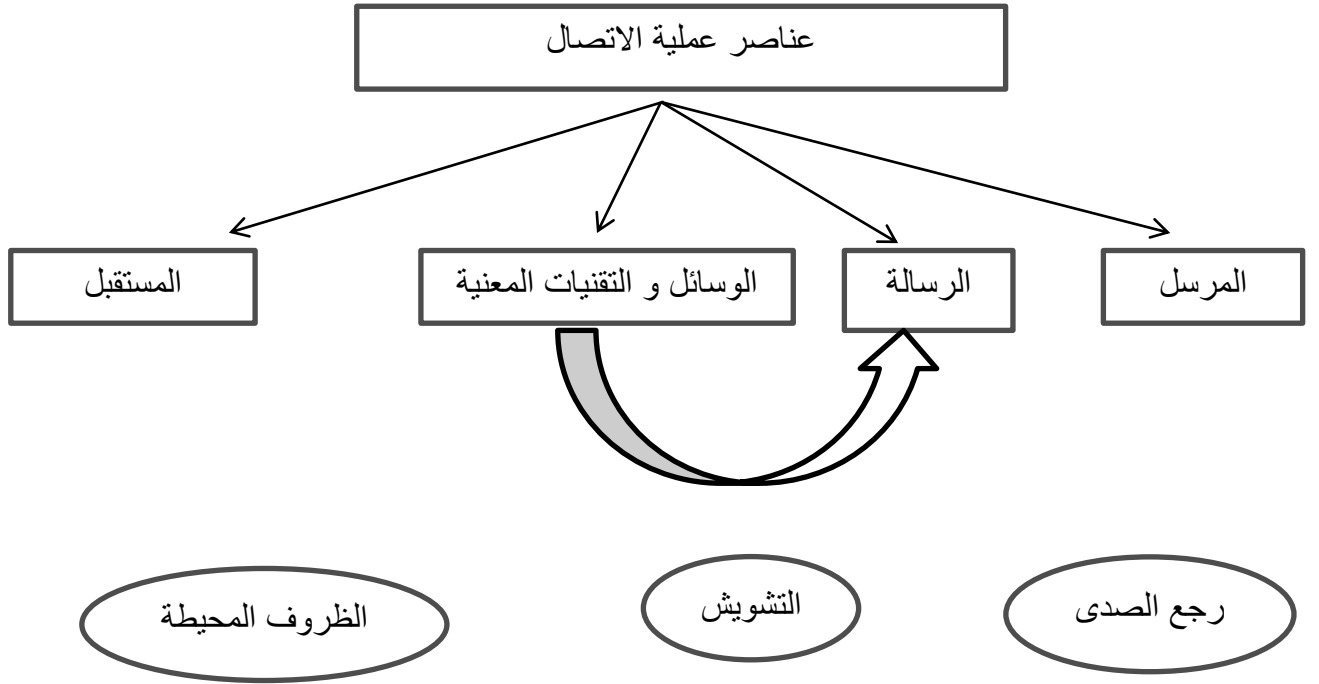 عناصر عملية الاتصال
المرسل
الرسالة
الوسائل و التقنيات المعنية
المستقبل
رجع الصدى
التشويش
الظروف المحيطة